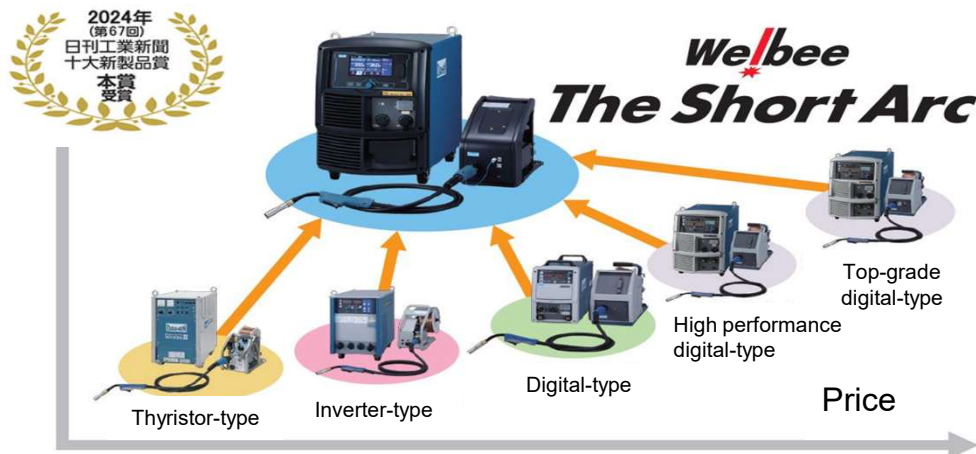 2024年
(第67回)
日刊工業新聞
十大新製品賞
本賞
受賞
Welbee
The Short Arc
Top-grade
digital-type
High performance
digital-type
Digital-type
Inverter-type
Thyristor-type
Price